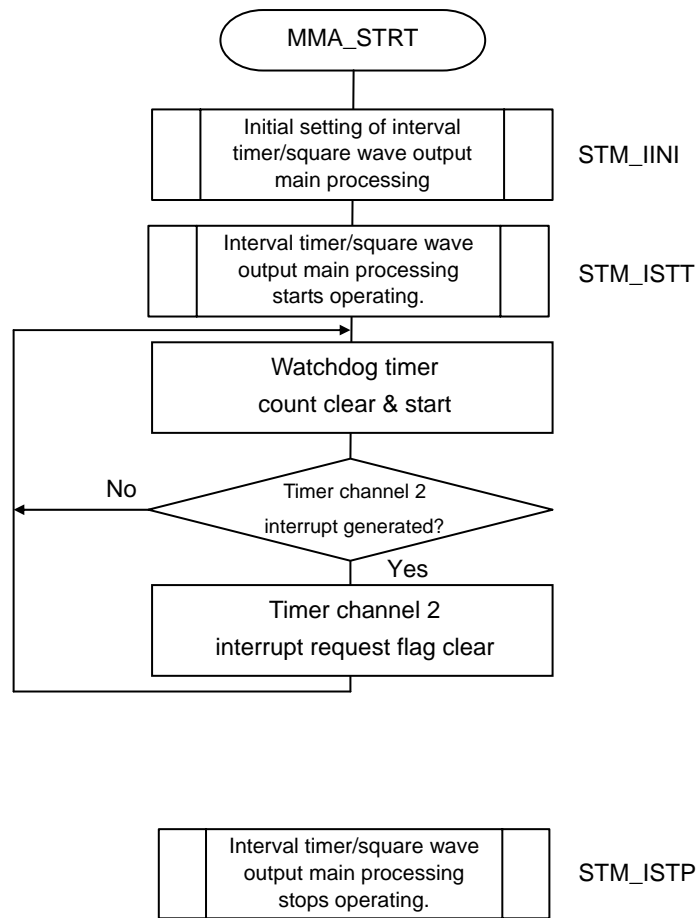 MMA_STRT
Initial setting of interval
timer/square wave output
main processing
STM_IINI
Interval timer/square wave
output main processing
starts operating.
STM_ISTT
Watchdog timer
count clear & start
No
Timer channel 2
interrupt generated?
Yes
Timer channel 2
interrupt request flag clear
Interval timer/square wave
output main processing
stops operating.
STM_ISTP